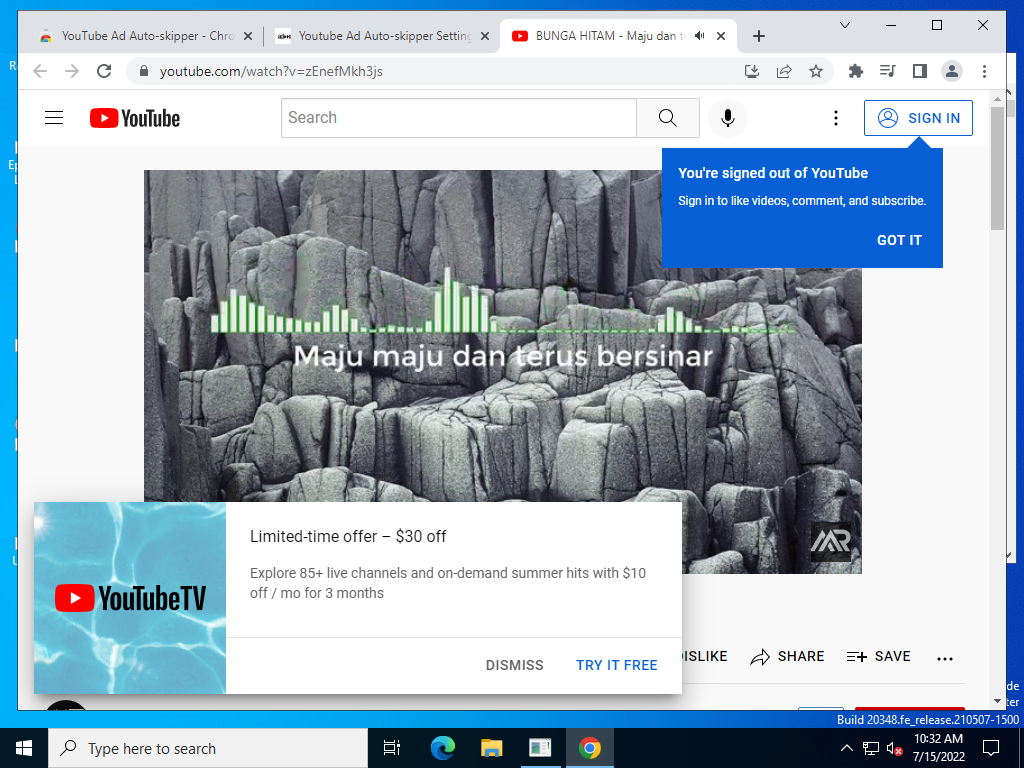 YouTube Ad Auto-skipper - Chro
Youtube Ad Auto-skipper Setting
BUNGA HITAM - Maju dan t
youtube.com/watch?v=zEnefMkh3js
YouTube
Search
SIGN IN
You're signed out of YouTube
Sign in to like videos, comment, and subscribe.
GOT IT
Maju maju dan terus bersinar
MR
YouTubeTV
Limited-time offer – $30 off
Explore 85+ live channels and on-demand summer hits with $10
off / mo for 3 months
DISMISS
TRY IT FREE
ISLIKE
SHARE
SAVE
Build 20348.fe_release.210507-1500
Type here to search
10:32 AM
7/15/2022